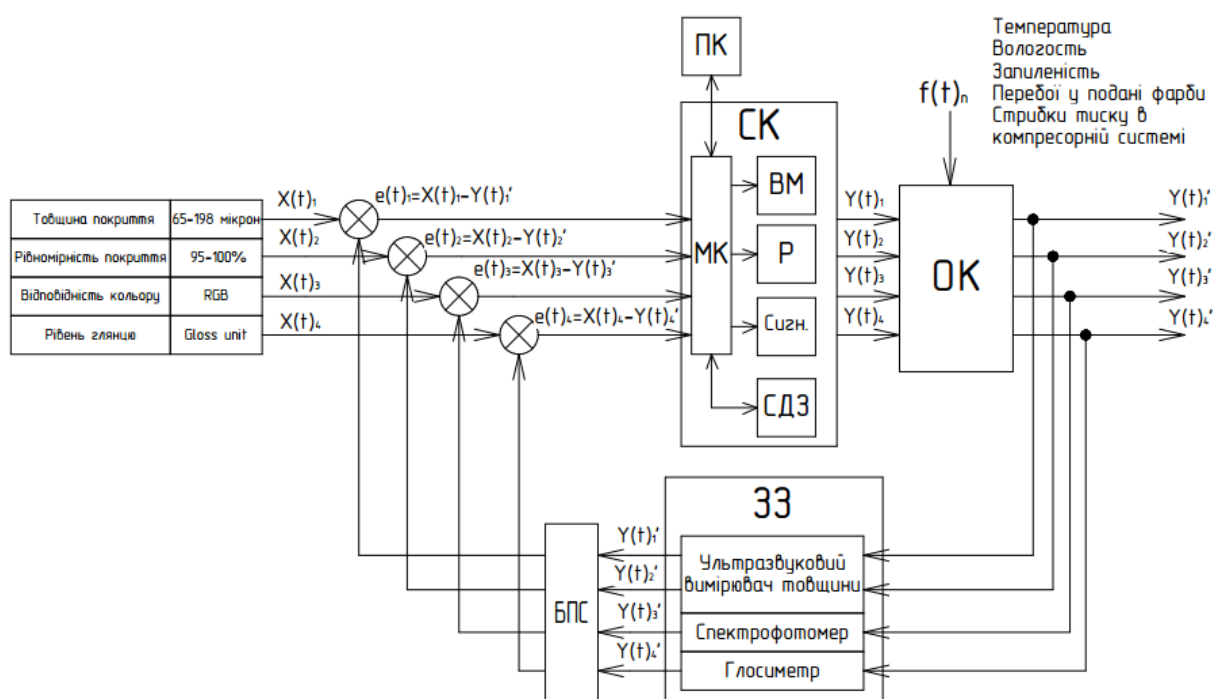 ПК
Температура
Вологость
Запиленість
Перебої у подані фарби
Стрибки тиску в
компресорній системі
f(t)ₙ
СК
МК
ВМ
Р
Сигн.
СДЗ
ОК
Товщина покриття 65-198 мікрон
Рівномірність покриття 95-100%
Відповідність кольору RGB
Рівень глянцю Gloss unit
X(t)₁
X(t)₂
X(t)₃
X(t)₄
e(t)₁=X(t)₁-Y(t)₁'
e(t)₂=X(t)₂-Y(t)₂'
e(t)₃=X(t)₃-Y(t)₃'
e(t)₄=X(t)₄-Y(t)₄'
Y(t)₁
Y(t)₂
Y(t)₃
Y(t)₄
Y(t)₁'
Y(t)₂'
Y(t)₃'
Y(t)₄'
ЗЗ
Ультразвуковий
вимірювач товщини
Спектрофотомер
Глосиметр
Y(t)₁'
Y(t)₂'
Y(t)₃'
Y(t)₄'
БПС